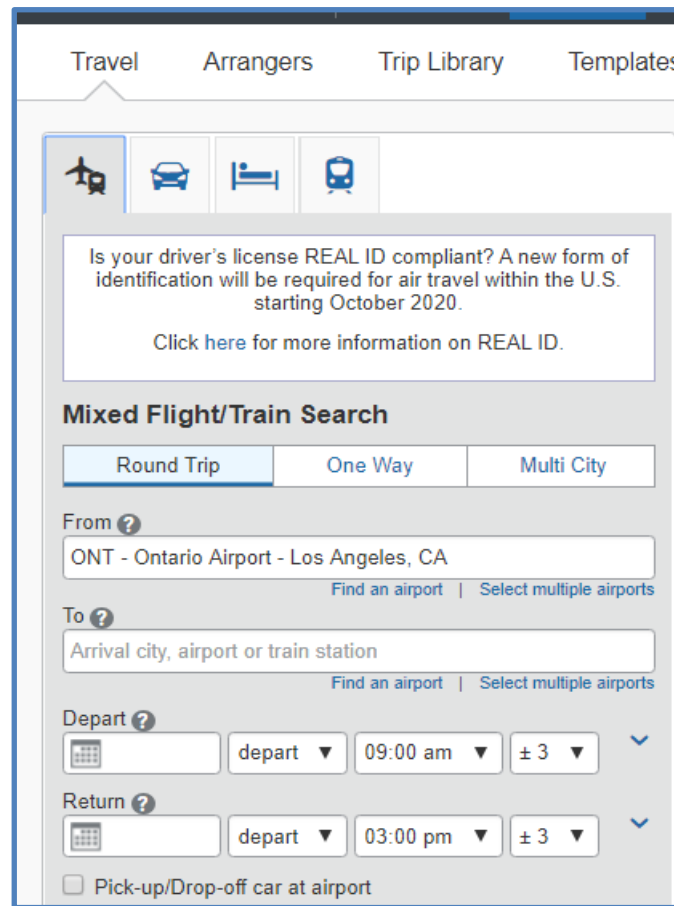 Travel Arrangers Trip Library Templates
Is your driver's license REAL ID compliant? A new form of
identification will be required for air travel within the U.S.
starting October 2020.
Click here for more information on REAL ID.
Mixed Flight/Train Search
Round Trip One Way Multi City
From ?
ONT - Ontario Airport - Los Angeles, CA
Find an airport | Select multiple airports
To ?
Arrival city, airport or train station
Find an airport | Select multiple airports
Depart ?
depart ▼ 09:00 am ▼ ± 3 ▼
Return ?
depart ▼ 03:00 pm ▼ ± 3 ▼
Pick-up/Drop-off car at airport